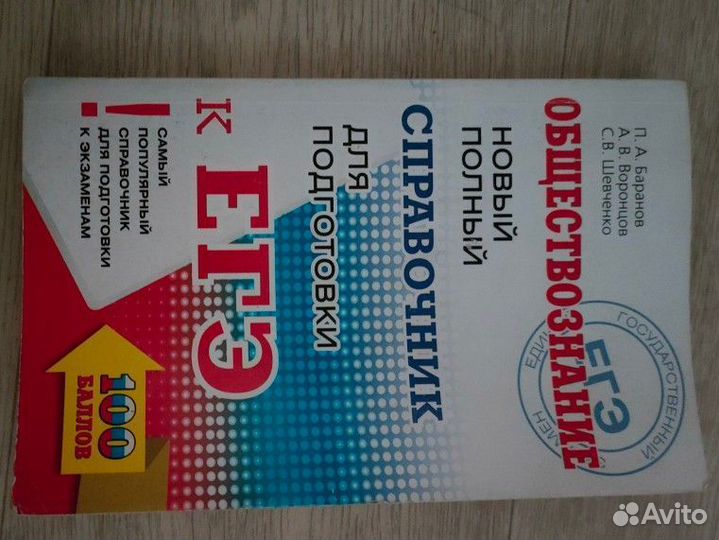 П. А. Баранов
А. В. Воронцов
С.В. Шевченко
ОБЩЕСТВОЗНАНИЕ
ГОСУДАРСТВЕННЫЙ
ЕГЭ
НОВЫЙ
ПОЛНЫЙ
СПРАВОЧНИК
ДЛЯ
ПОДГОТОВКИ
К ЕГЭ
!
САМЫЙ
ПОПУЛЯРНЫЙ
СПРАВОЧНИК
ДЛЯ ПОДГОТОВКИ
К ЭКЗАМЕНАМ
100
БАЛЛОВ
Avito